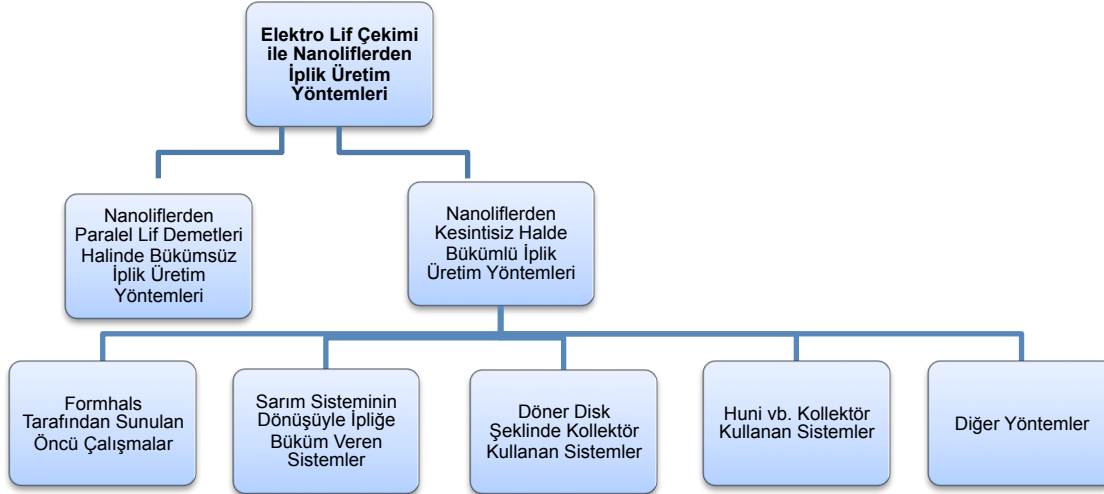 Elektro Lif Çekimi
ile Nanoliflerden
İplik Üretim
Yöntemleri
Nanoliflerden
Paralel Lif Demetleri
Halinde Bükümsüz
İplik Üretim
Yöntemleri
Nanoliflerden
Kesintisiz Halde
Bükümlü İplik
Üretim Yöntemleri
Formhals
Tarafından Sunulan
Öncü Çalışmalar
Sarım Sisteminin
Dönüşüyle İpliğe
Büküm Veren
Sistemler
Döner Disk
Şeklinde Kollektör
Kullanan Sistemler
Huni vb. Kollektör
Kullanan Sistemler
Diğer Yöntemler